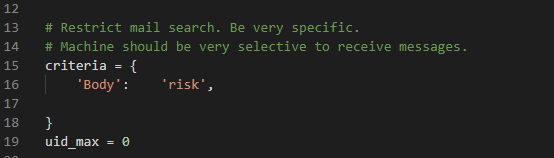 12
13 # Restrict mail search. Be very specific.
14 # Machine should be very selective to receive messages.
15 criteria = {
16     'Body':    'risk',
17
18 }
19 uid_max = 0